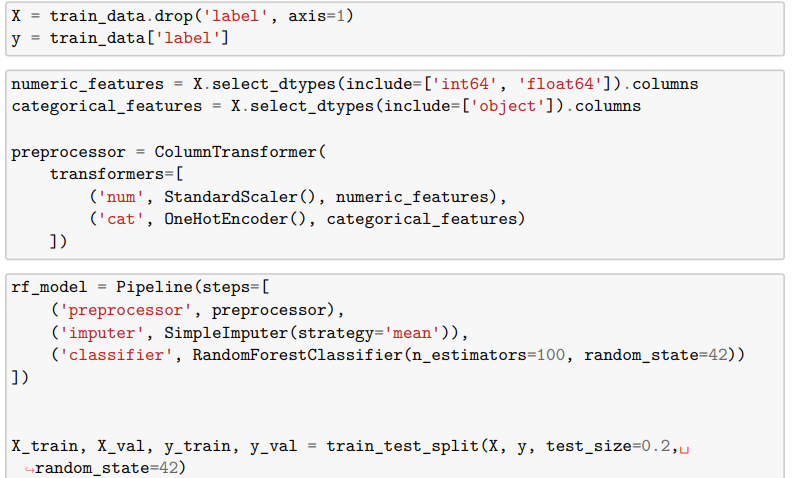 X = train_data.drop('label', axis=1)
y = train_data['label']
numeric_features = X.select_dtypes(include=['int64', 'float64']).columns
categorical_features = X.select_dtypes(include=['object']).columns
preprocessor = ColumnTransformer(
    transformers=[
        ('num', StandardScaler(), numeric_features),
        ('cat', OneHotEncoder(), categorical_features)
    ])
rf_model = Pipeline(steps=[
    ('preprocessor', preprocessor),
    ('imputer', SimpleImputer(strategy='mean')),
    ('classifier', RandomForestClassifier(n_estimators=100, random_state=42))
])
X_train, X_val, y_train, y_val = train_test_split(X, y, test_size=0.2,␣
↪random_state=42)